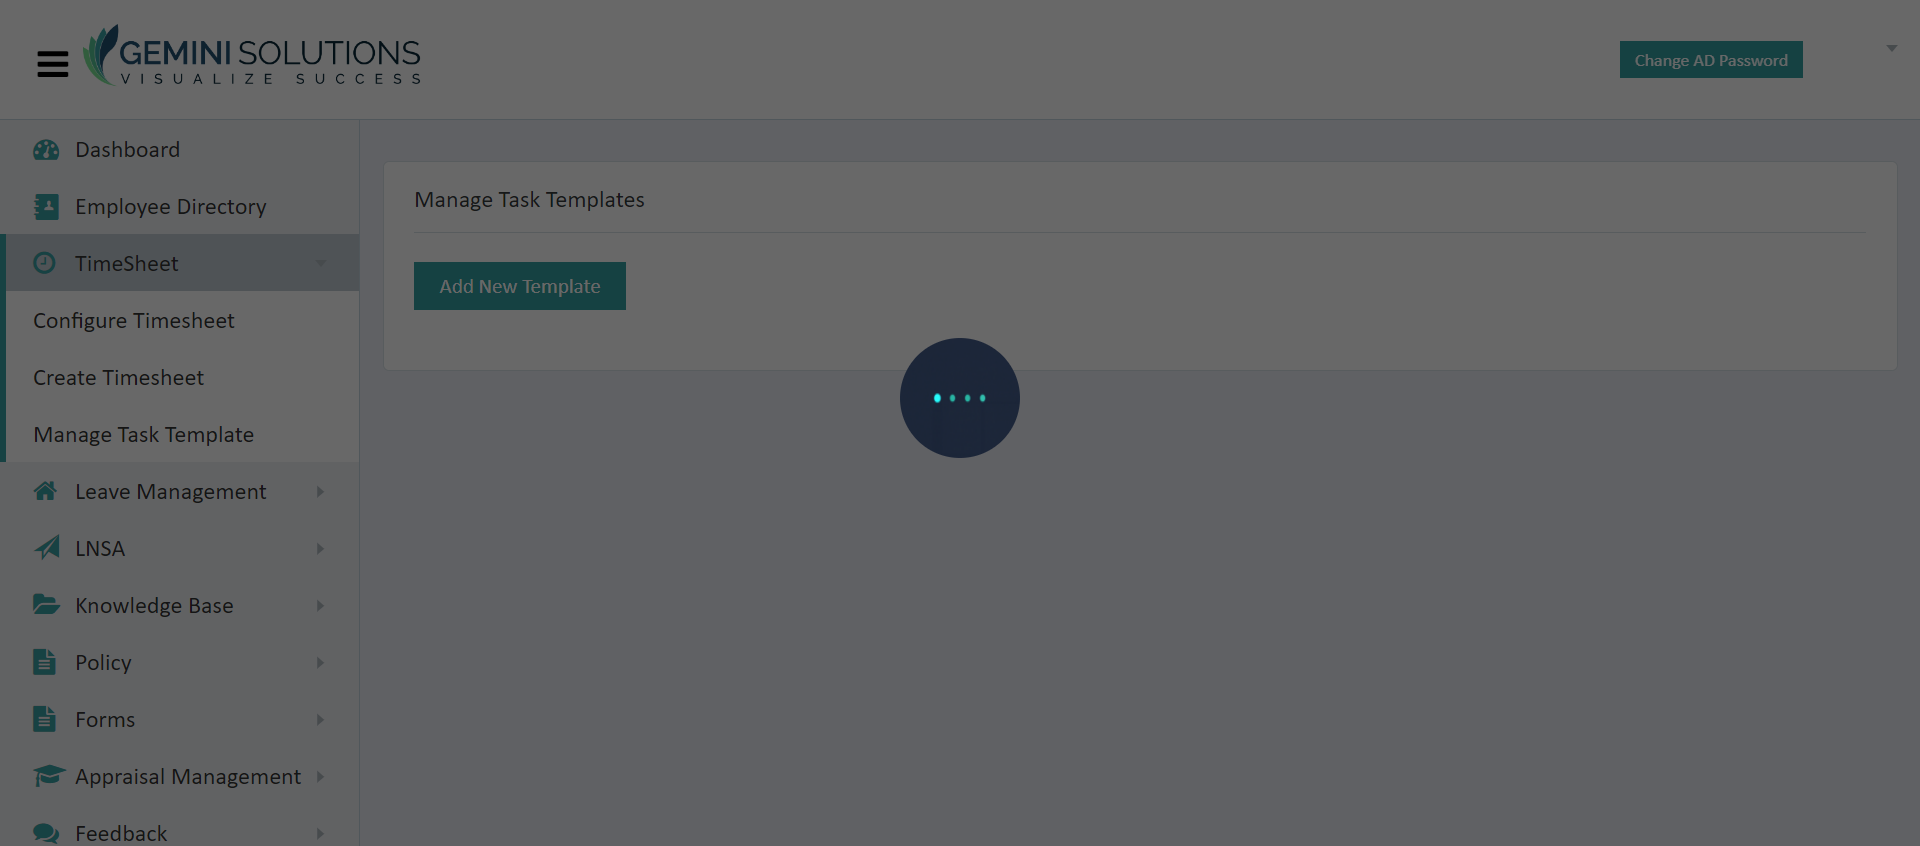 GEMINI SOLUTIONS
VISUALIZE SUCCESS
Change AD Password
Dashboard
Employee Directory
TimeSheet
Configure Timesheet
Create Timesheet
Manage Task Template
Leave Management
LNSA
Knowledge Base
Policy
Forms
Appraisal Management
Feedback
Manage Task Templates
Add New Template